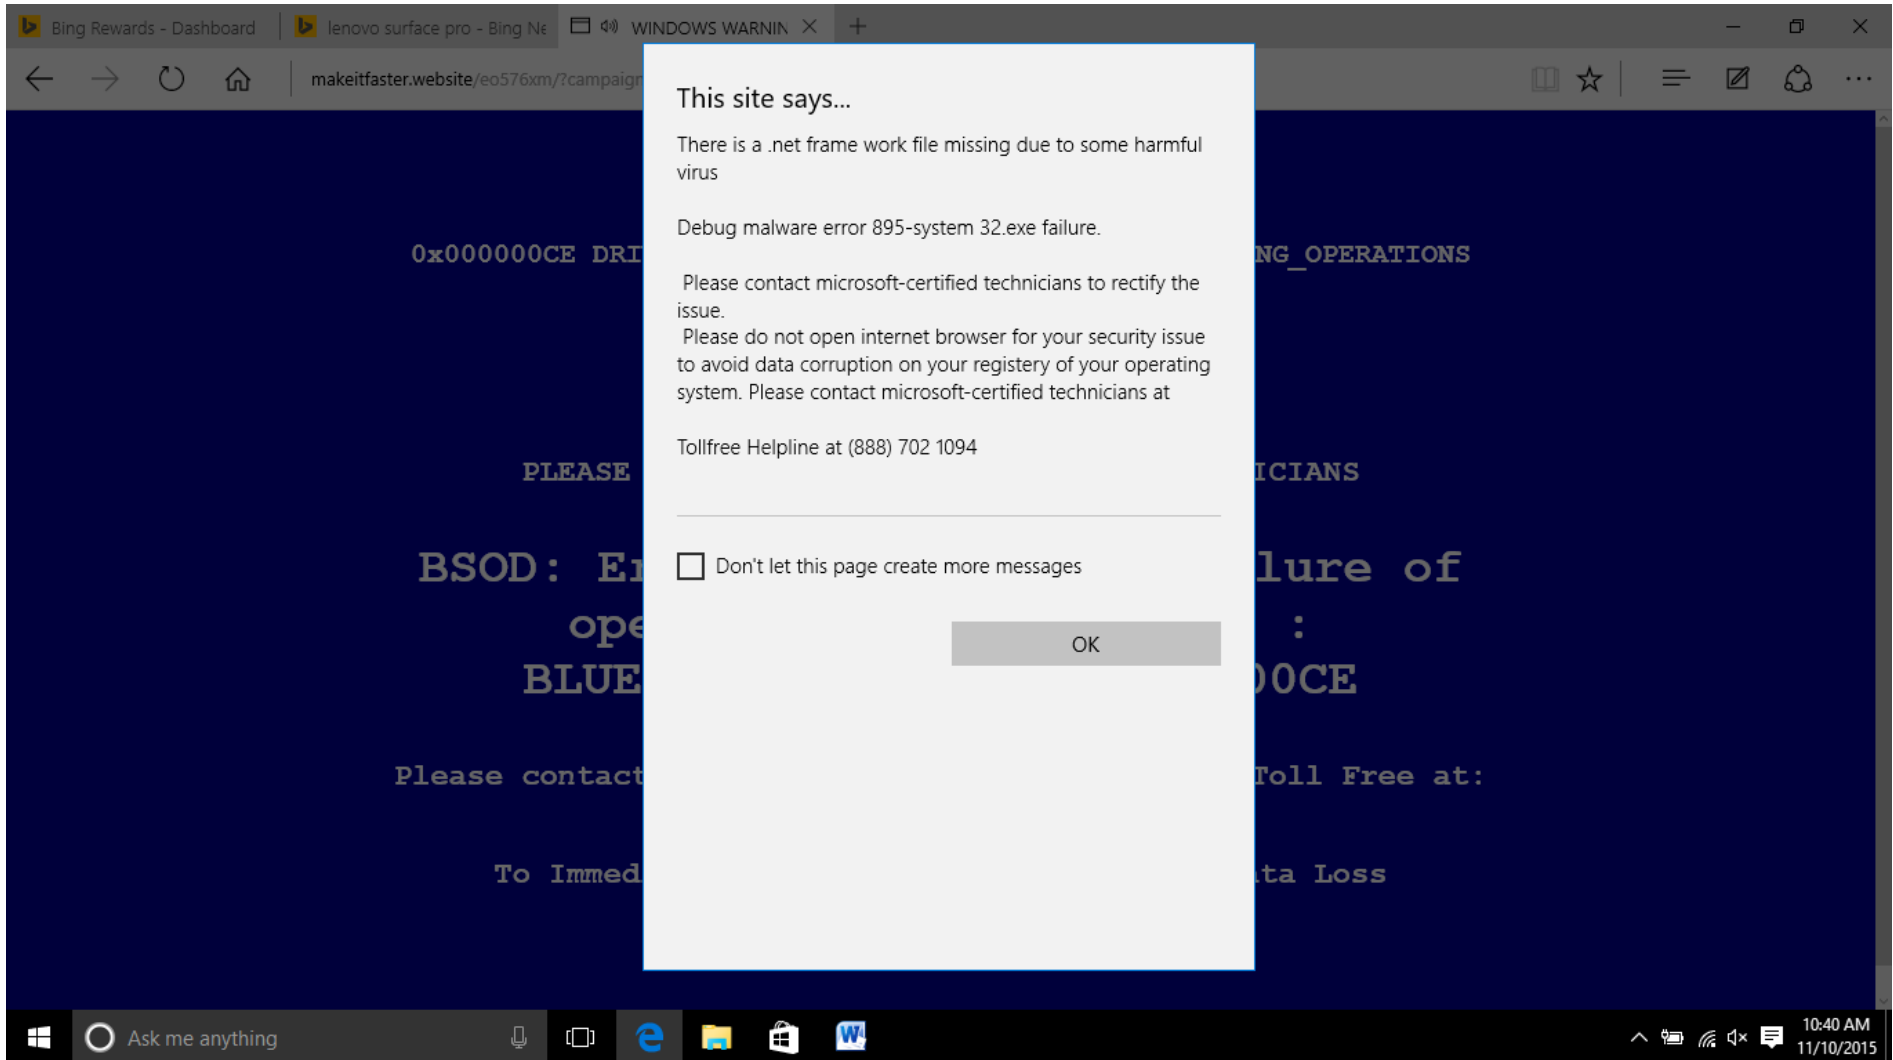 Bing Rewards - Dashboard
lenovo surface pro - Bing Ne
WINDOWS WARNIN
makeitfaster.website/eo576xm/?campaign
This site says...
There is a .net frame work file missing due to some harmful
virus
Debug malware error 895-system 32.exe failure.
Please contact microsoft-certified technicians to rectify the
issue.
Please do not open internet browser for your security issue
to avoid data corruption on your registery of your operating
system. Please contact microsoft-certified technicians at
Tollfree Helpline at (888) 702 1094
Don't let this page create more messages
OK
0x000000CE DRI NG_OPERATIONS
PLEASE ICIANS
BSOD: Er lure of
ope :
BLUE 00CE
Please contact Toll Free at:
To Immed ta Loss
Ask me anything
10:40 AM
11/10/2015